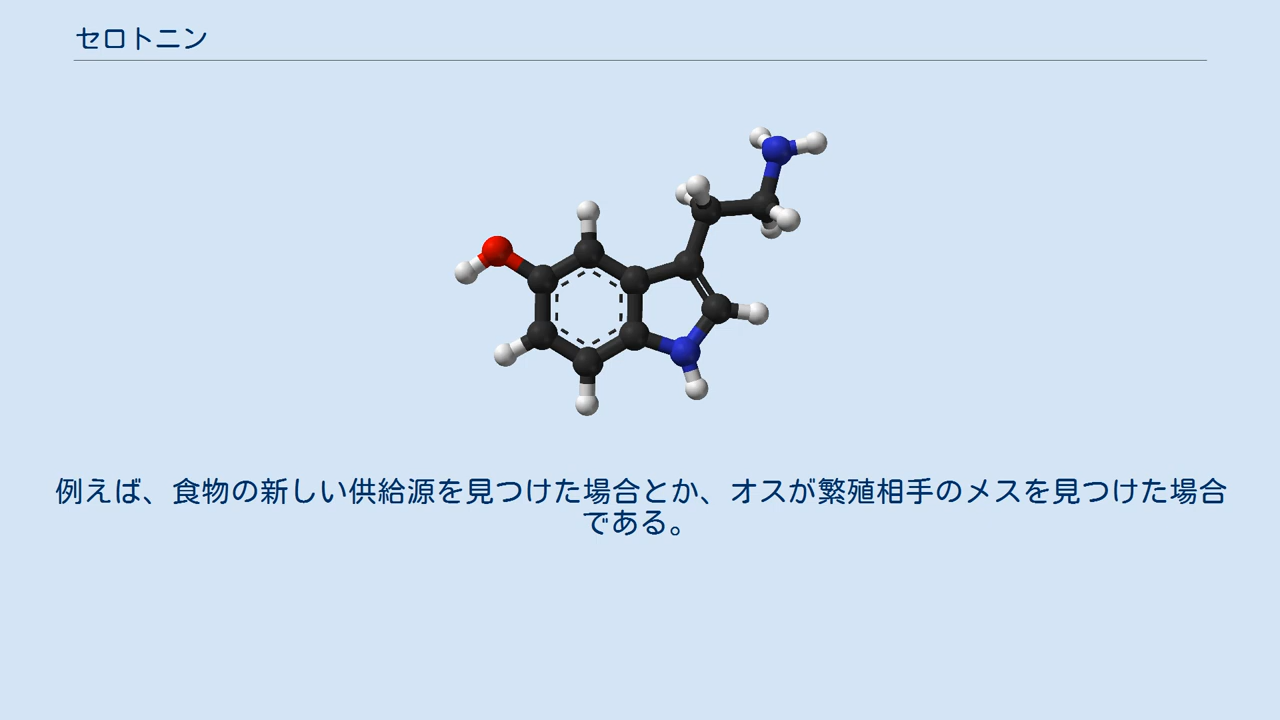 セロトニン
例えば、食物の新しい供給源を見つけた場合とか、オスが繁殖相手のメスを見つけた場合
である。